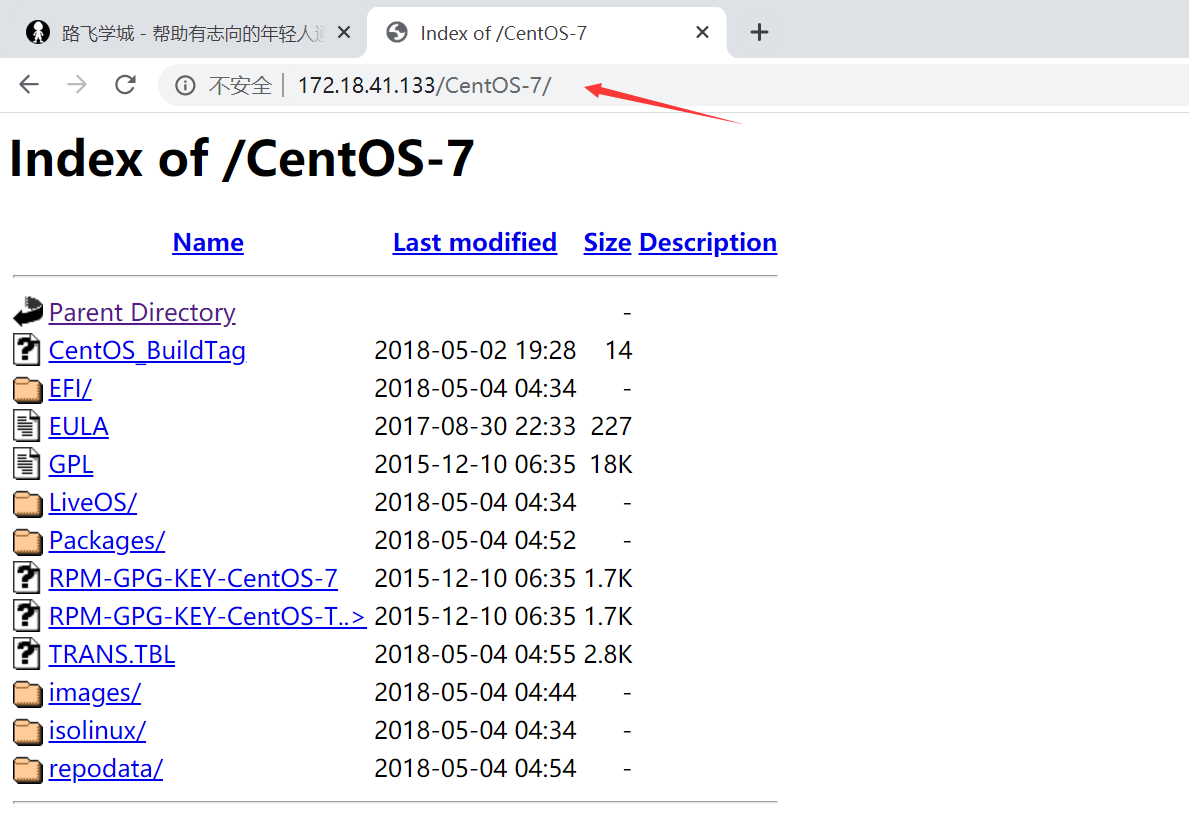 路飞学城 - 帮助有志向的年轻人通 Index of /CentOS-7
不安全 172.18.41.133/CentOS-7/
Index of /CentOS-7
Name Last modified Size Description
Parent Directory -
CentOS_BuildTag 2018-05-02 19:28 14
EFI/ 2018-05-04 04:34 -
EULA 2017-08-30 22:33 227
GPL 2015-12-10 06:35 18K
LiveOS/ 2018-05-04 04:34 -
Packages/ 2018-05-04 04:52 -
RPM-GPG-KEY-CentOS-7 2015-12-10 06:35 1.7K
RPM-GPG-KEY-CentOS-T..> 2015-12-10 06:35 1.7K
TRANS.TBL 2018-05-04 04:55 2.8K
images/ 2018-05-04 04:44 -
isolinux/ 2018-05-04 04:34 -
repodata/ 2018-05-04 04:54 -